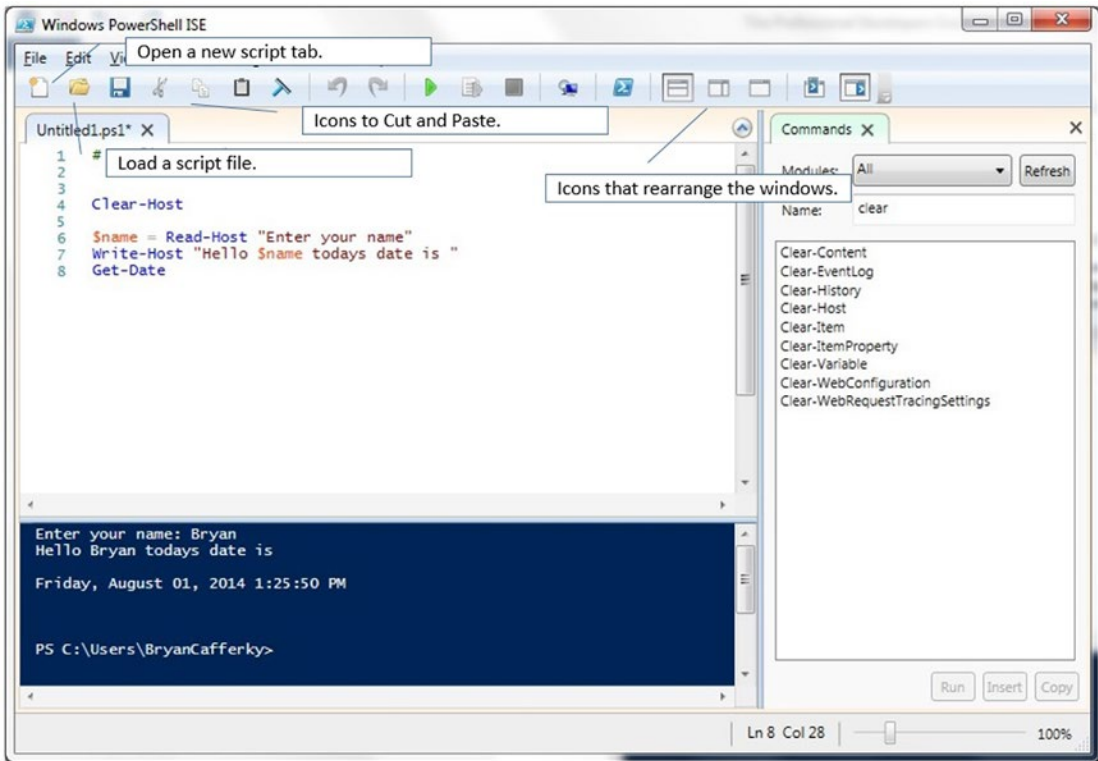 Windows PowerShell ISE
File Edit
Open a new script tab.
Icons to Cut and Paste.
Untitled1.ps1* X
Commands X
1 #
Load a script file.
2
3
4 Clear-Host
5
6 $name = Read-Host "Enter your name"
7 Write-Host "Hello $name todays date is "
8 Get-Date
Icons that rearrange the windows.
Modules: All Refresh
Name: clear
Clear-Content
Clear-EventLog
Clear-History
Clear-Host
Clear-Item
Clear-ItemProperty
Clear-Variable
Clear-WebConfiguration
Clear-WebRequestTracingSettings
Enter your name: Bryan
Hello Bryan todays date is
Friday, August 01, 2014 1:25:50 PM
PS C:\Users\BryanCafferky>
Run Insert Copy
Ln 8 Col 28 100%